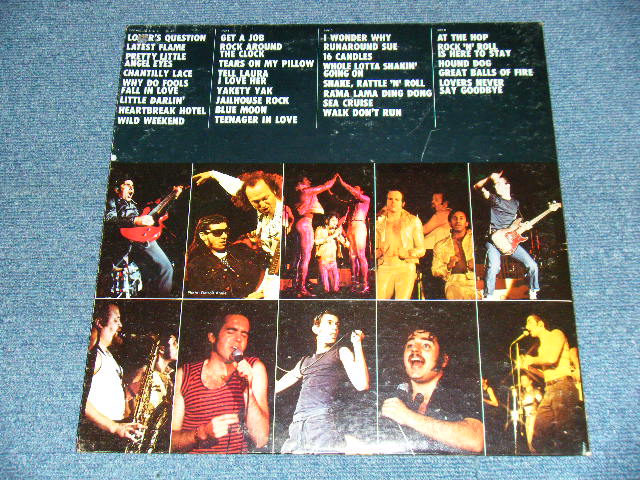 LOVER'S QUESTION
LATEST FLAME
PRETTY LITTLE
ANGEL EYES
CHANTILLY LACE
WHY DO FOOLS
FALL IN LOVE
LITTLE DARLIN'
HEARTBREAK HOTEL
WILD WEEKEND
GET A JOB
ROCK AROUND
THE CLOCK
TEARS ON MY PILLOW
TELL LAURA
I LOVE HER
YAKETY YAK
JAILHOUSE ROCK
BLUE MOON
TEENAGER IN LOVE
I WONDER WHY
RUNAROUND SUE
16 CANDLES
WHOLE LOTTA SHAKIN'
GOING ON
SHAKE, RATTLE 'N' ROLL
RAMA LAMA DING DONG
SEA CRUISE
WALK DON'T RUN
AT THE HOP
ROCK 'N' ROLL
IS HERE TO STAY
HOUND DOG
GREAT BALLS OF FIRE
LOVERS NEVER
SAY GOODBYE